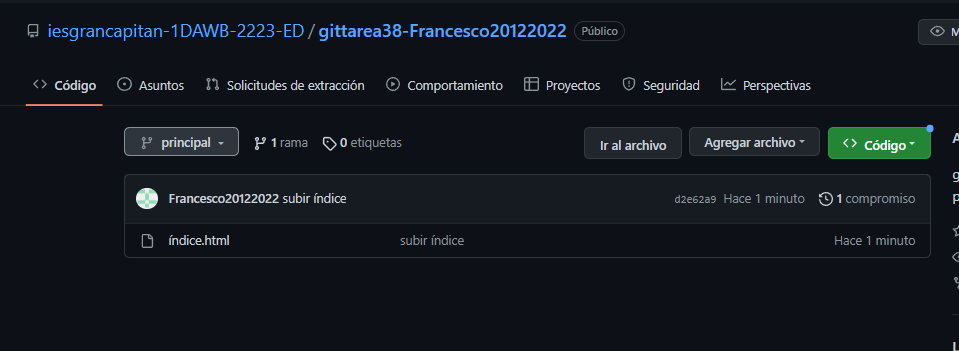 iesgrancapitan-1DAWB-2223-ED / gittarea38-Francesco20122022 Público
Código Asuntos Solicitudes de extracción Comportamiento Proyectos Seguridad Perspectivas
principal 1 rama 0 etiquetas Ir al archivo Agregar archivo Código
Francesco20122022 subir índice d2e62a9 Hace 1 minuto 1 compromiso
índice.html subir índice Hace 1 minuto